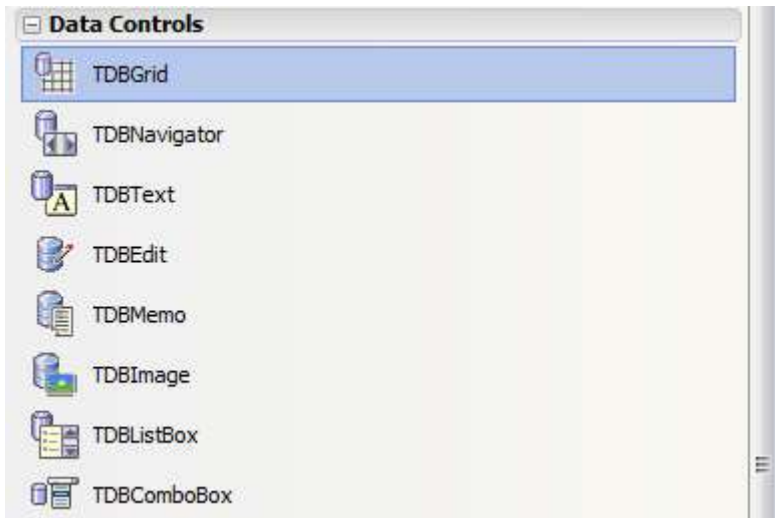 Data Controls
TDBGrid
TDBNavigator
TDBText
TDBEdit
TDBMemo
TDBImage
TDBListBox
TDBComboBox